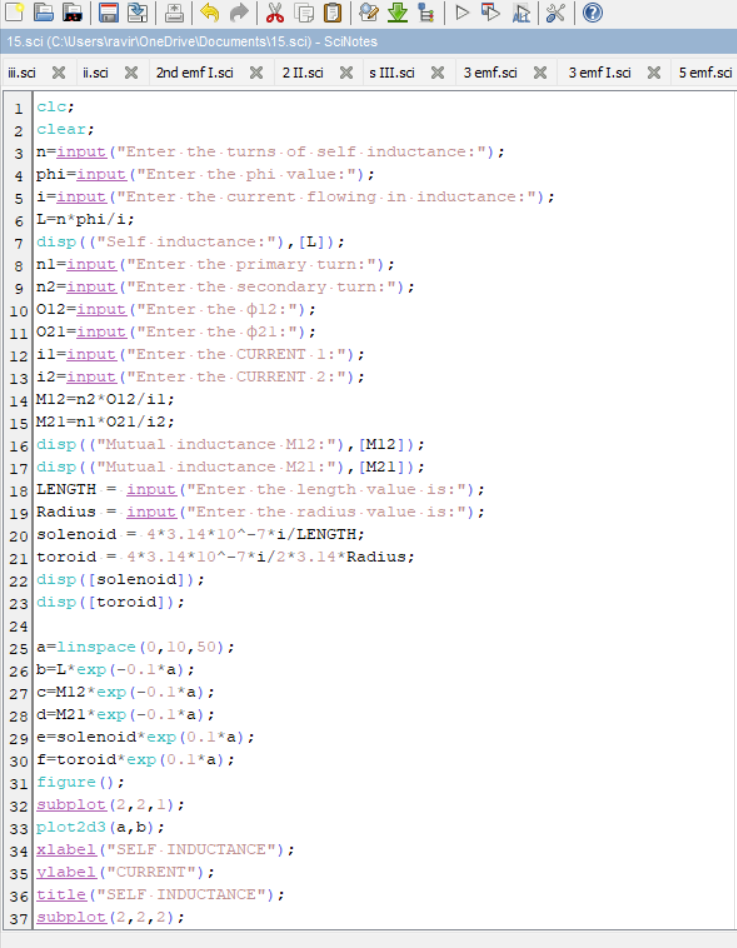 15.sci (C:\Users\ravir\OneDrive\Documents\15.sci) - SciNotes
iii.sci ii.sci 2nd emf I.sci 2 II.sci s III.sci 3 emf.sci 3 emf I.sci 5 emf.sci
1 clc;
2 clear;
3 n=input("Enter the turns of self inductance:");
4 phi=input("Enter the phi value:");
5 i=input("Enter the current flowing in inductance:");
6 L=n*phi/i;
7 disp(("Self inductance:"),[L]);
8 n1=input("Enter the primary turn:");
9 n2=input("Enter the secondary turn:");
10 O12=input("Enter the ф12:");
11 O21=input("Enter the ф21:");
12 i1=input("Enter the CURRENT 1:");
13 i2=input("Enter the CURRENT 2:");
14 M12=n2*O12/i1;
15 M21=n1*O21/i2;
16 disp(("Mutual inductance M12:"),[M12]);
17 disp(("Mutual inductance M21:"),[M21]);
18 LENGTH = input("Enter the length value is:");
19 Radius = input("Enter the radius value is:");
20 solenoid = 4*3.14*10^-7*i/LENGTH;
21 toroid = 4*3.14*10^-7*i/2*3.14*Radius;
22 disp([solenoid]);
23 disp([toroid]);
24
25 a=linspace(0,10,50);
26 b=L*exp(-0.1*a);
27 c=M12*exp(-0.1*a);
28 d=M21*exp(-0.1*a);
29 e=solenoid*exp(0.1*a);
30 f=toroid*exp(0.1*a);
31 figure();
32 subplot(2,2,1);
33 plot2d3(a,b);
34 xlabel("SELF INDUCTANCE");
35 ylabel("CURRENT");
36 title("SELF INDUCTANCE");
37 subplot(2,2,2);